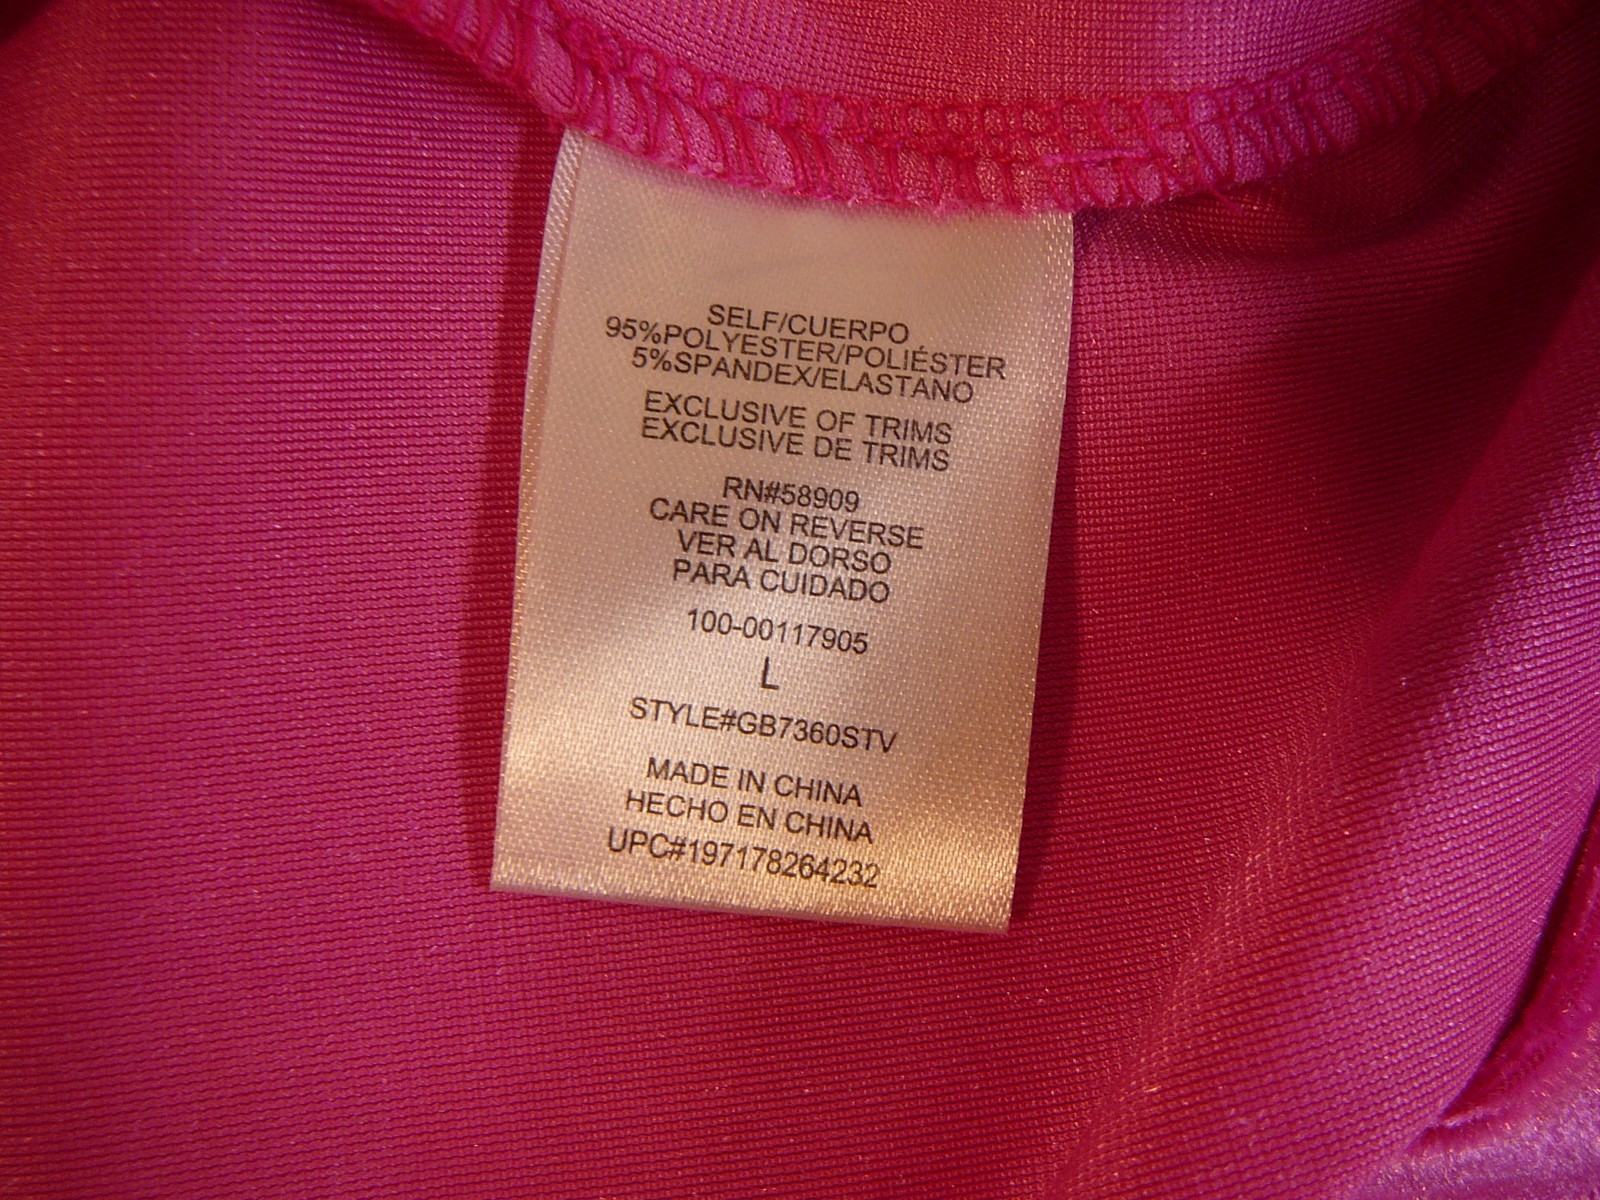 SELF/CUERPO
95%POLYESTER/POLIÉSTER
5%SPANDEX/ELASTANO
EXCLUSIVE OF TRIMS
EXCLUSIVE DE TRIMS
RN#58909
CARE ON REVERSE
VER AL DORSO
PARA CUIDADO
100-00117905
L
STYLE#GB7360STV
MADE IN CHINA
HECHO EN CHINA
UPC#197178264232